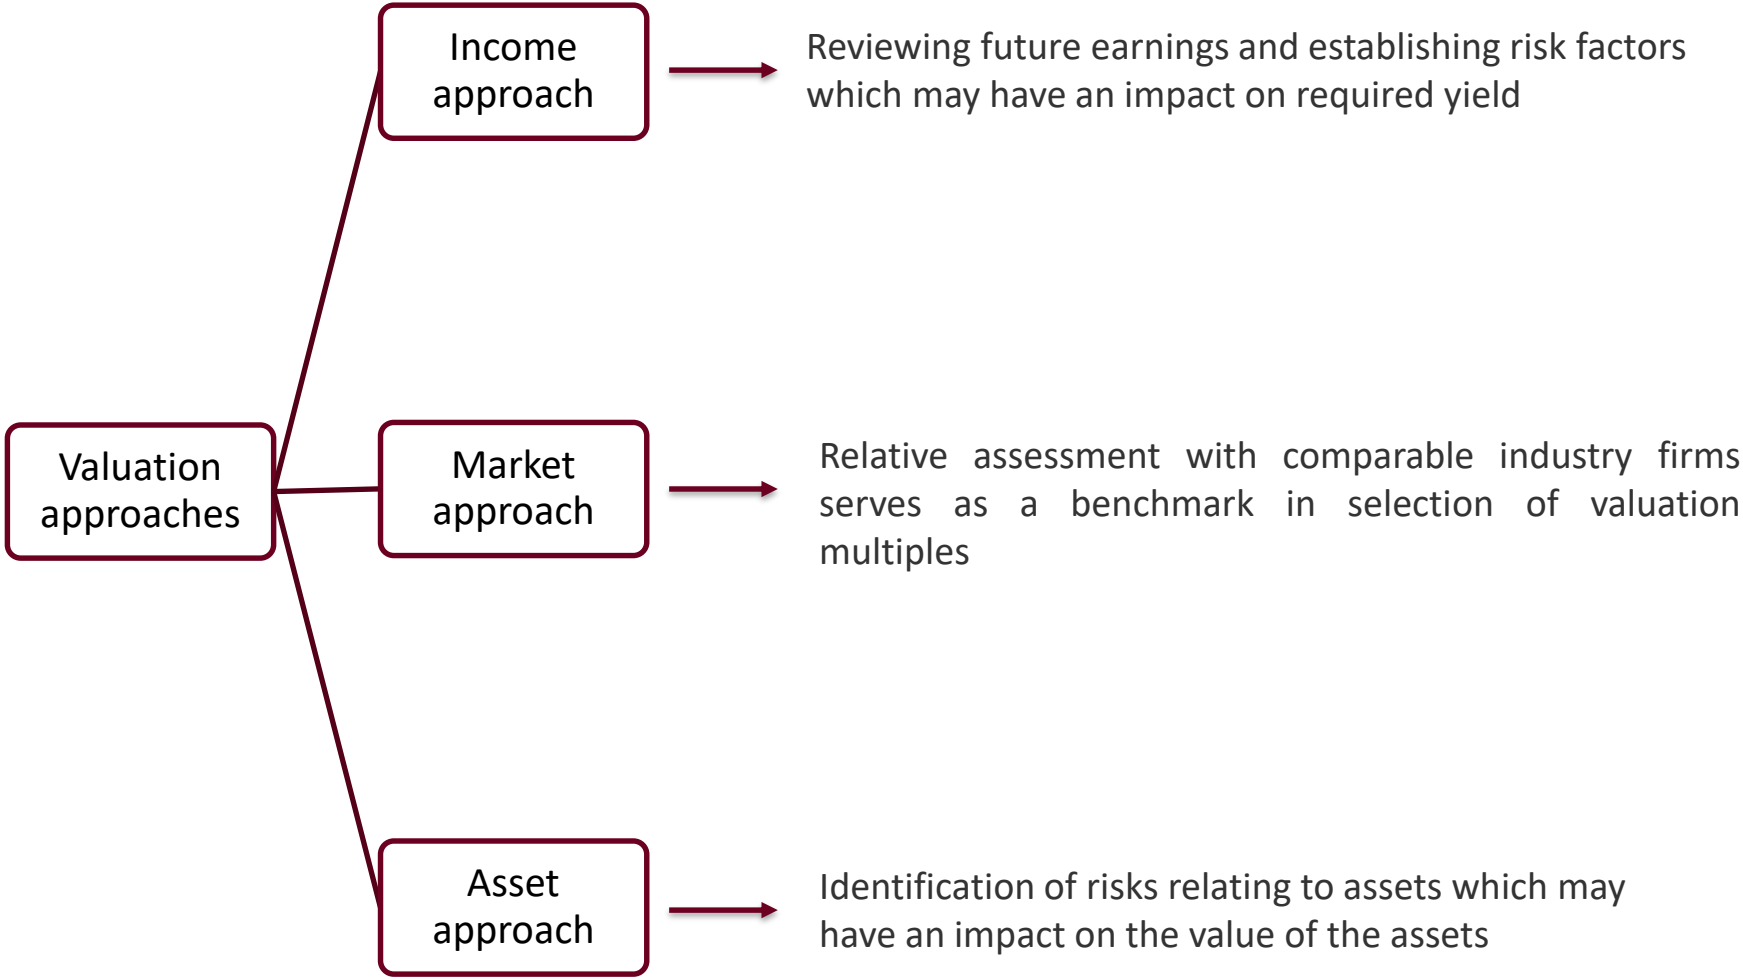 Income
approach
Reviewing future earnings and establishing risk factors
which may have an impact on required yield
Valuation
approaches
Market
approach
Relative assessment with comparable industry firms
serves as a benchmark in selection of valuation
multiples
Asset
approach
Identification of risks relating to assets which may
have an impact on the value of the assets